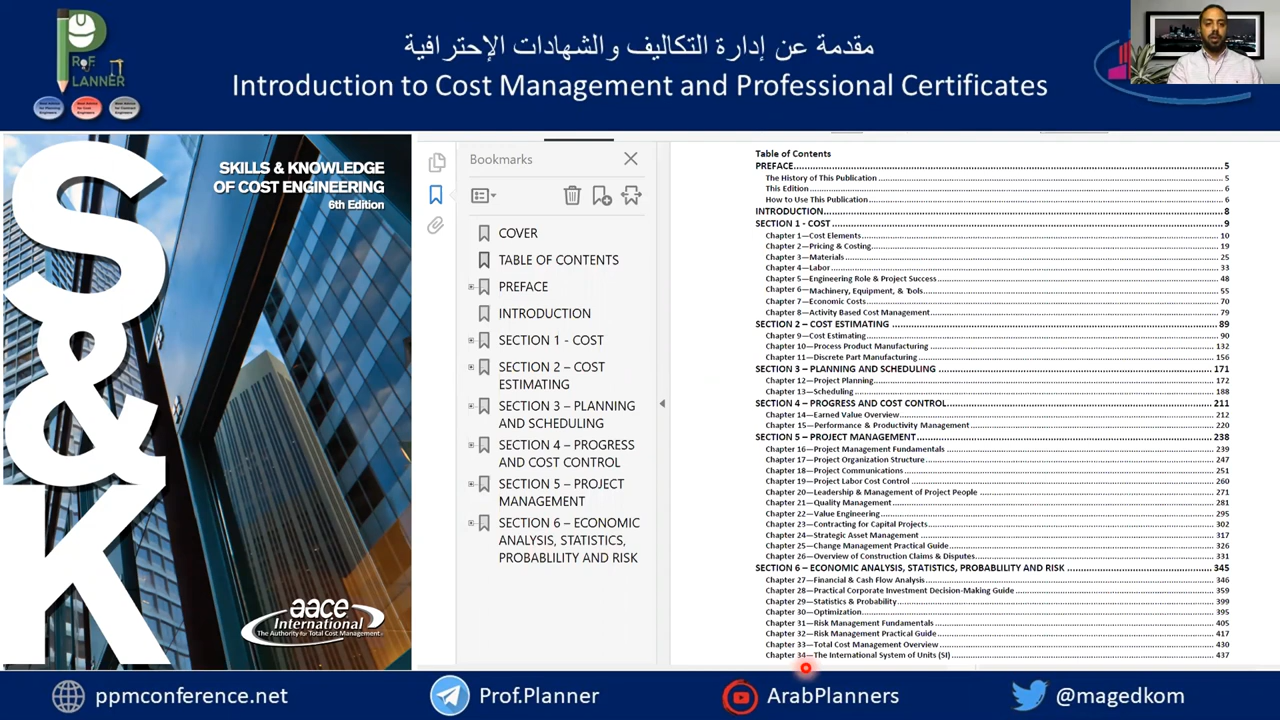 مقدمة عن إدارة التكاليف والشهادات الإحترافية
Introduction to Cost Management and Professional Certificates
PLANNER
S&K
SKILLS & KNOWLEDGE
OF COST ENGINEERING
6th Edition
aace
International
The Authority for Total Cost Management
Bookmarks
COVER
TABLE OF CONTENTS
PREFACE
INTRODUCTION
SECTION 1 - COST
SECTION 2 – COST
ESTIMATING
SECTION 3 – PLANNING
AND SCHEDULING
SECTION 4 – PROGRESS
AND COST CONTROL
SECTION 5 – PROJECT
MANAGEMENT
SECTION 6 – ECONOMIC
ANALYSIS, STATISTICS,
PROBABLILITY AND RISK
Table of Contents
PREFACE 5
The History of This Publication 5
This Edition 6
How to Use This Publication 6
INTRODUCTION 8
SECTION 1 - COST 9
Chapter 1—Cost Elements 10
Chapter 2—Pricing & Costing 19
Chapter 3—Materials 25
Chapter 4—Labor 33
Chapter 5—Engineering Role & Project Success 48
Chapter 6—Machinery, Equipment, & Tools 55
Chapter 7—Economic Costs 70
Chapter 8—Activity Based Cost Management 79
SECTION 2 – COST ESTIMATING 89
Chapter 9—Cost Estimating 90
Chapter 10—Process Product Manufacturing 132
Chapter 11—Discrete Part Manufacturing 156
SECTION 3 – PLANNING AND SCHEDULING 171
Chapter 12—Project Planning 172
Chapter 13—Scheduling 188
SECTION 4 – PROGRESS AND COST CONTROL 211
Chapter 14—Earned Value Overview 212
Chapter 15—Performance & Productivity Management 220
SECTION 5 – PROJECT MANAGEMENT 238
Chapter 16—Project Management Fundamentals 239
Chapter 17—Project Organization Structure 247
Chapter 18—Project Communications 251
Chapter 19—Project Labor Cost Control 260
Chapter 20—Leadership & Management of Project People 271
Chapter 21—Quality Management 281
Chapter 22—Value Engineering 295
Chapter 23—Contracting for Capital Projects 302
Chapter 24—Strategic Asset Management 317
Chapter 25—Change Management Practical Guide 326
Chapter 26—Overview of Construction Claims & Disputes 331
SECTION 6 – ECONOMIC ANALYSIS, STATISTICS, PROBABLILITY AND RISK 345
Chapter 27—Financial & Cash Flow Analysis 346
Chapter 28—Practical Corporate Investment Decision-Making Guide 359
Chapter 29—Statistics & Probability 399
Chapter 30—Optimization 395
Chapter 31—Risk Management Fundamentals 405
Chapter 32—Risk Management Practical Guide 417
Chapter 33—Total Cost Management Overview 430
Chapter 34—The International System of Units (SI) 437
ppmconference.net
Prof.Planner
ArabPlanners
@magedkom